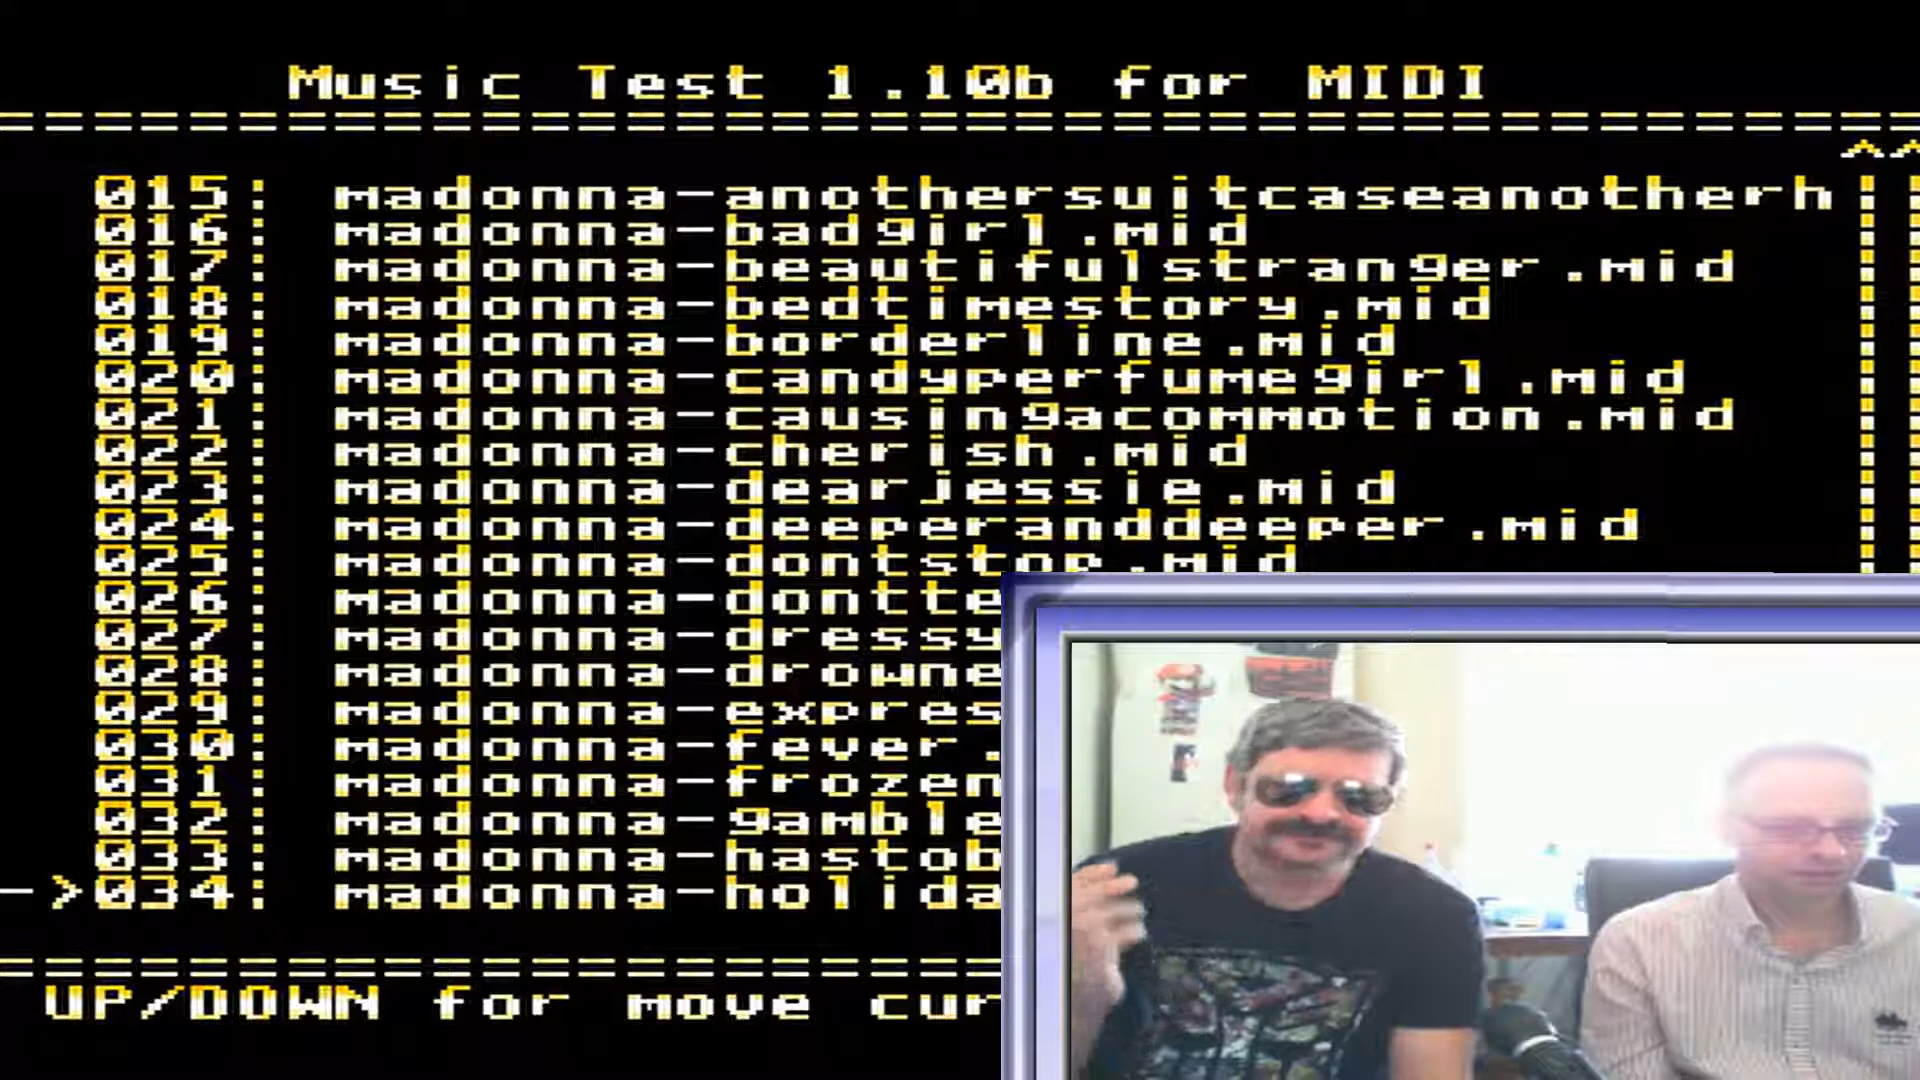 Music Test 1.10b for MIDI
========================================
^^
015: madonna-anothersuitcaseanotherh
016: madonna-badgirl.mid
017: madonna-beautifulstranger.mid
018: madonna-bedtimestory.mid
019: madonna-borderline.mid
020: madonna-candyperfumegirl.mid
021: madonna-causingacommotion.mid
022: madonna-cherish.mid
023: madonna-dearjessie.mid
024: madonna-deeperanddeeper.mid
025: madonna-dontstop.mid
026: madonna-dontte
027: madonna-dressy
028: madonna-drowne
029: madonna-expres
030: madonna-fever.
031: madonna-frozen
032: madonna-gamble
033: madonna-hastob
->034: madonna-holida
=====================
UP/DOWN for move cur